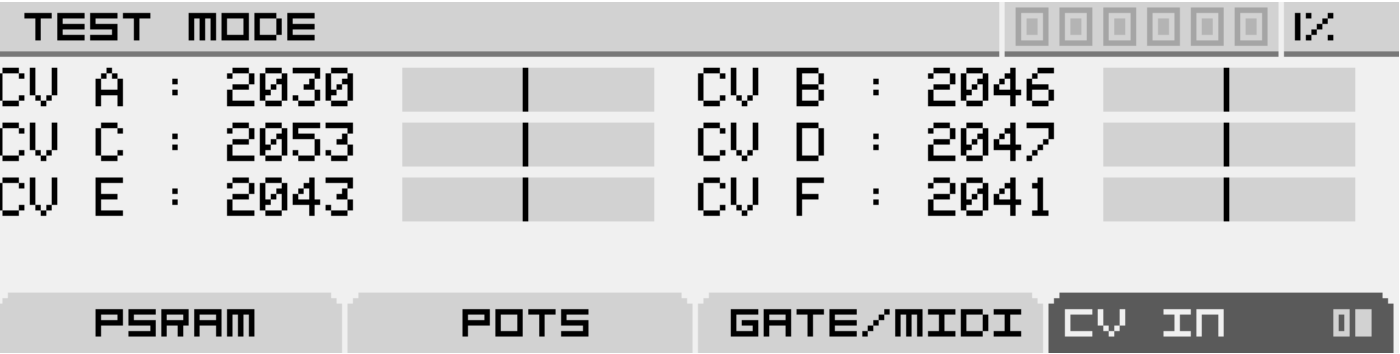 TEST MODE 1%
CV A : 2030 CV B : 2046
CV C : 2053 CV D : 2047
CV E : 2043 CV F : 2041
PSRAM POTS GATE/MIDI CV IN